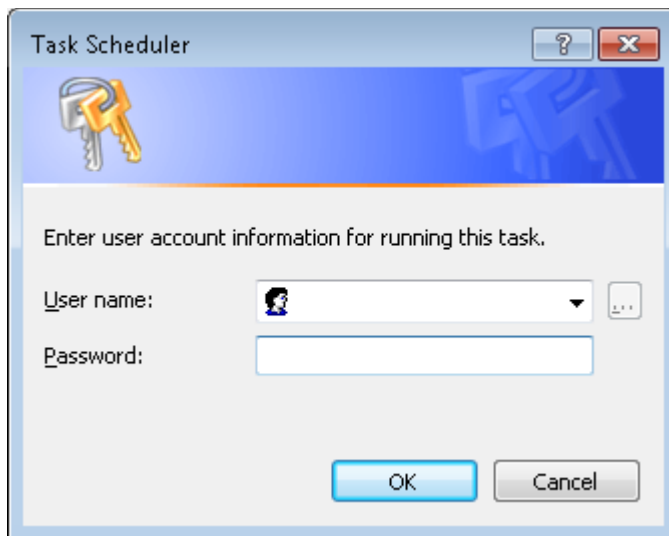 Task Scheduler
Enter user account information for running this task.
User name:
...
Password:
OK Cancel